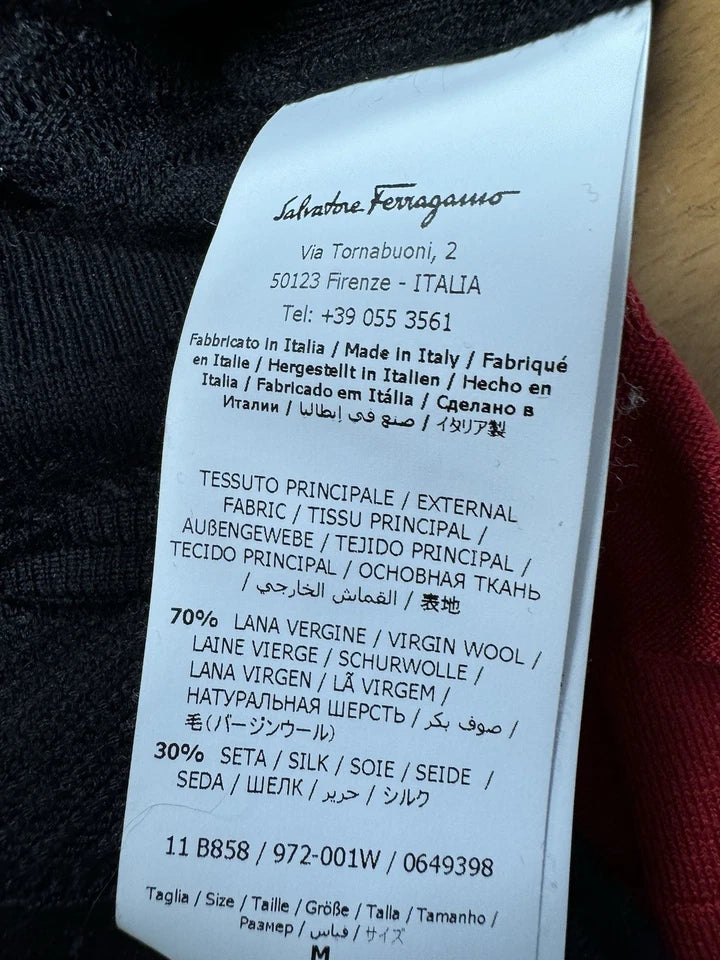 Salvatore Ferragamo
Via Tornabuoni, 2
50123 Firenze - ITALIA
Tel: +39 055 3561
Fabbricato in Italia / Made in Italy / Fabriqué
en Italie / Hergestellt in Italien / Hecho en
Italia / Fabricado em Itália / Сделано в
Италии / صنع في إيطاليا / イタリア製
TESSUTO PRINCIPALE / EXTERNAL
FABRIC / TISSU PRINCIPAL /
AUßENGEWEBE / TEJIDO PRINCIPAL /
TECIDO PRINCIPAL / ОСНОВНАЯ ТКАНЬ
/ القماش الخارجي / 表地
70% LANA VERGINE / VIRGIN WOOL /
LAINE VIERGE / SCHURWOLLE /
LANA VIRGEN / LÃ VIRGEM /
НАТУРАЛЬНАЯ ШЕРСТЬ / صوف بكر /
毛(バージンウール)
30% SETA / SILK / SOIE / SEIDE /
SEDA / ШЕЛК / حرير / シルク
11 B858 / 972-001W / 0649398
Taglia / Size / Taille / Größe / Talla / Tamanho /
Размер / قياس / サイズ
M